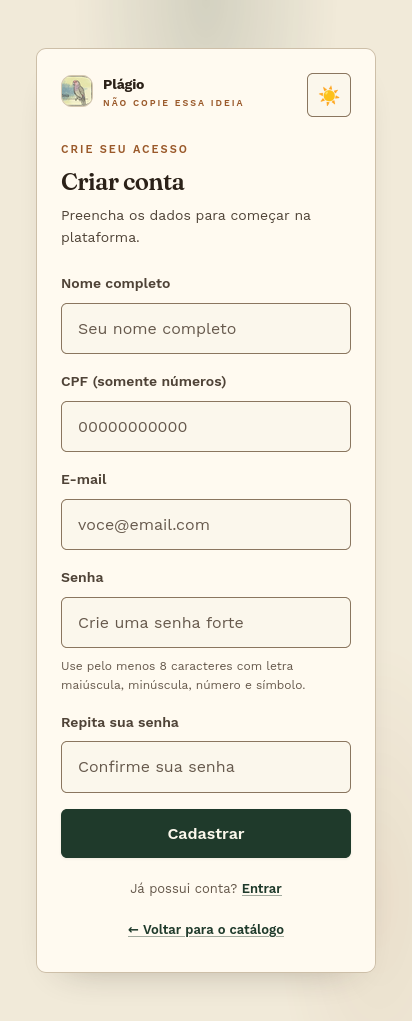 Plágio
NÃO COPIE ESSA IDEIA
CRIE SEU ACESSO
Criar conta
Preencha os dados para começar na
plataforma.
Nome completo
Seu nome completo
CPF (somente números)
00000000000
E-mail
voce@email.com
Senha
Crie uma senha forte
Use pelo menos 8 caracteres com letra
maiúscula, minúscula, número e símbolo.
Repita sua senha
Confirme sua senha
Cadastrar
Já possui conta? Entrar
← Voltar para o catálogo